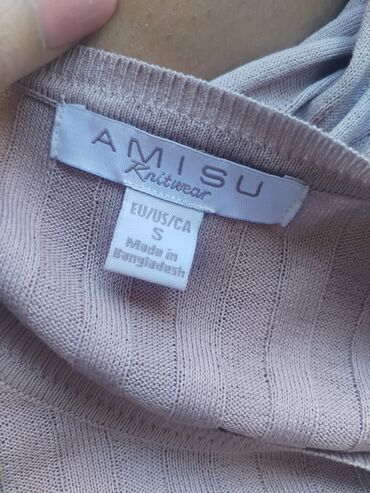 AMISU
Knitwear
EU/US/CA
S
Made in
Bangladesh